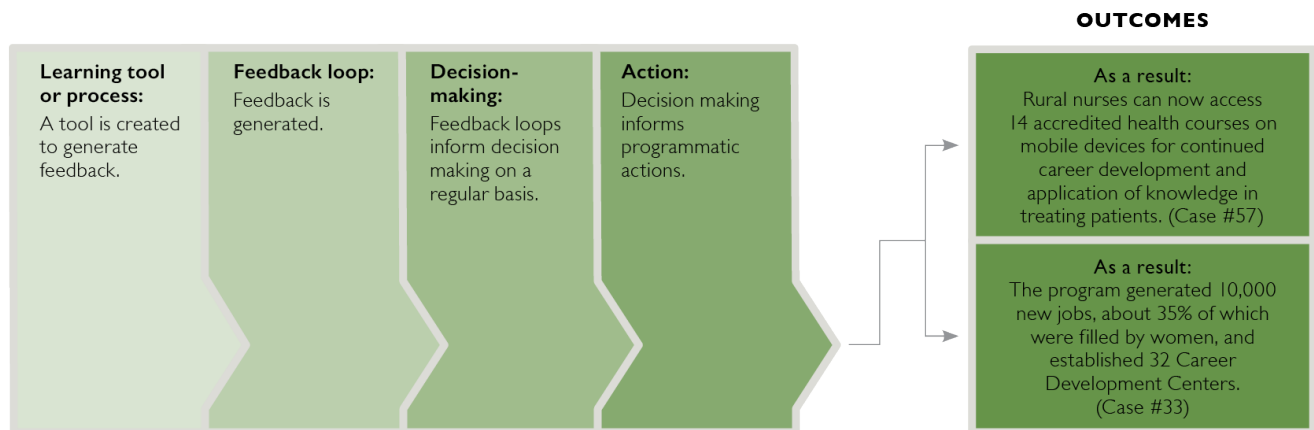 OUTCOMES
Learning tool
or process:
A tool is created
to generate
feedback.
Feedback loop:
Feedback is
generated.
Decision-
making:
Feedback loops
inform decision
making on a
regular basis.
Action:
Decision making
informs
programmatic
actions.
As a result:
Rural nurses can now access
14 accredited health courses on
mobile devices for continued
career development and
application of knowledge in
treating patients. (Case #57)
As a result:
The program generated 10,000
new jobs, about 35% of which
were filled by women, and
established 32 Career
Development Centers.
(Case #33)